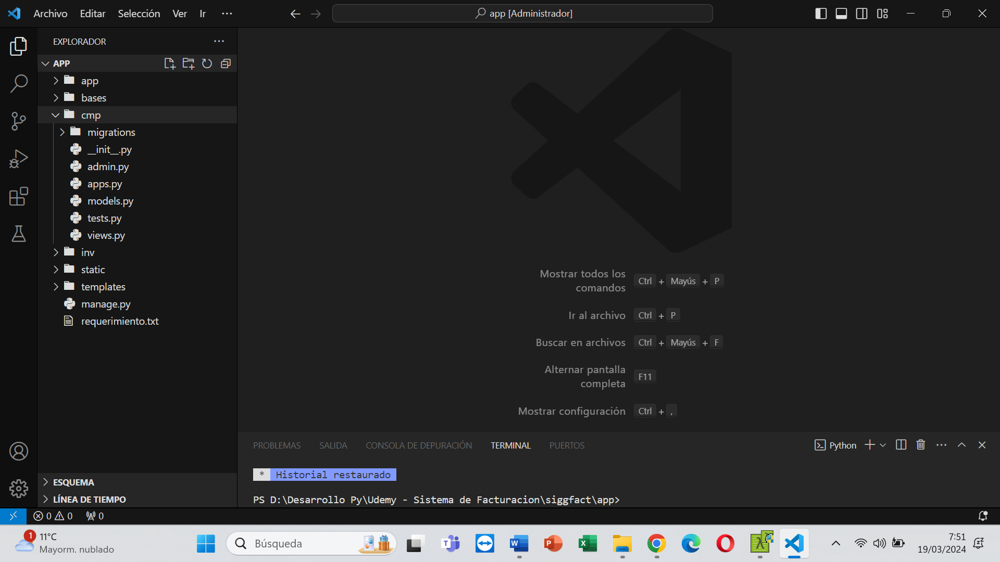 Archivo Editar Selección Ver Ir ···
app [Administrador]
EXPLORADOR
APP
app
bases
cmp
migrations
__init__.py
admin.py
apps.py
models.py
tests.py
views.py
inv
static
templates
manage.py
requerimiento.txt
ESQUEMA
LÍNEA DE TIEMPO
Mostrar todos los
comandos Ctrl + Mayús + P
Ir al archivo Ctrl + P
Buscar en archivos Ctrl + Mayús + F
Alternar pantalla
completa F11
Mostrar configuración Ctrl + ,
PROBLEMAS SALIDA CONSOLA DE DEPURACIÓN TERMINAL PUERTOS
Python
* Historial restaurado
PS D:\Desarrollo Py\Udemy - Sistema de Facturacion\siggfact\app>
0 0 0
1
11°C
Mayorm. nublado
Búsqueda
7:51
19/03/2024